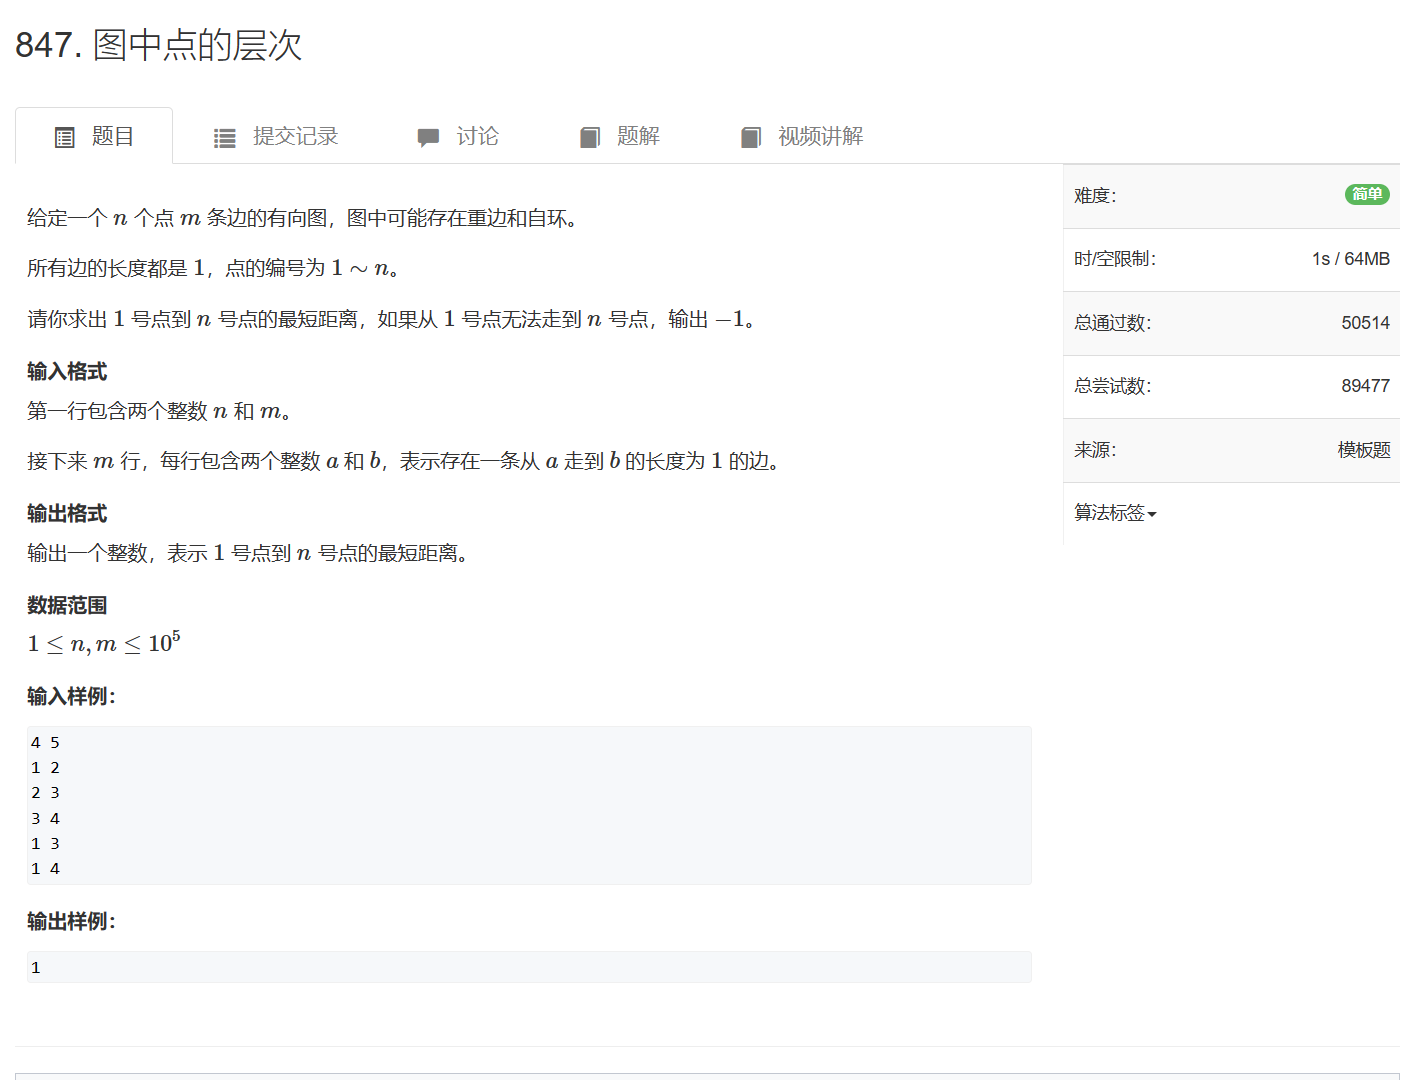 847. 图中点的层次
题目 提交记录 讨论 题解 视频讲解
给定一个 n 个点 m 条边的有向图，图中可能存在重边和自环。
所有边的长度都是 1，点的编号为 1 ∼ n。
请你求出 1 号点到 n 号点的最短距离，如果从 1 号点无法走到 n 号点，输出 −1。
输入格式
第一行包含两个整数 n 和 m。
接下来 m 行，每行包含两个整数 a 和 b，表示存在一条从 a 走到 b 的长度为 1 的边。
输出格式
输出一个整数，表示 1 号点到 n 号点的最短距离。
数据范围
1 ≤ n, m ≤ 10⁵
输入样例：
4 5
1 2
2 3
3 4
1 3
1 4
输出样例：
1
难度： 简单
时/空限制： 1s / 64MB
总通过数： 50514
总尝试数： 89477
来源： 模板题
算法标签